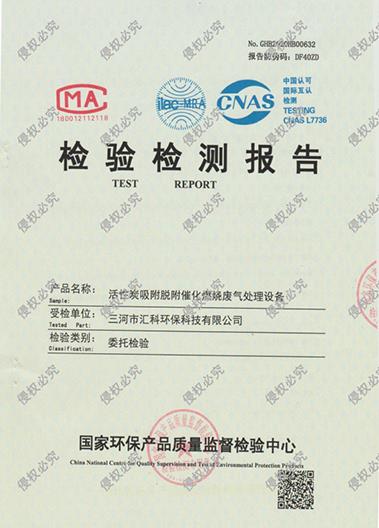 No.GHB2020HB00632
报告防伪码：DF40ZD
MA
180012112118
ilac-MRA
CNAS
中国认可
国际互认
检测
TESTING
CNAS L7736
检验检测报告
TEST REPORT
产品名称：
活性炭吸附脱附催化燃烧废气处理设备
Sample:
受检单位：
三河市汇科环保科技有限公司
Tested Part:
检验类别：
委托检验
Classification:
国家环保产品质量监督检验中心
China National Centre for Quality Supervision and Test of Environmental Protection Products
侵权必究